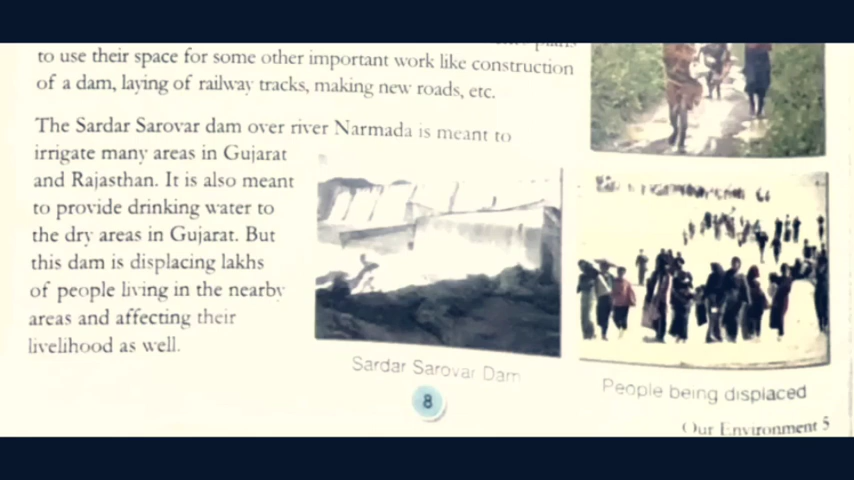 to use their space for some other important work like construction
of a dam, laying of railway tracks, making new roads, etc.
The Sardar Sarovar dam over river Narmada is meant to
irrigate many areas in Gujarat
and Rajasthan. It is also meant
to provide drinking water to
the dry areas in Gujarat. But
this dam is displacing lakhs
of people living in the nearby
areas and affecting their
livelihood as well.
Sardar Sarovar Dam
People being displaced
8
Our Environment 5